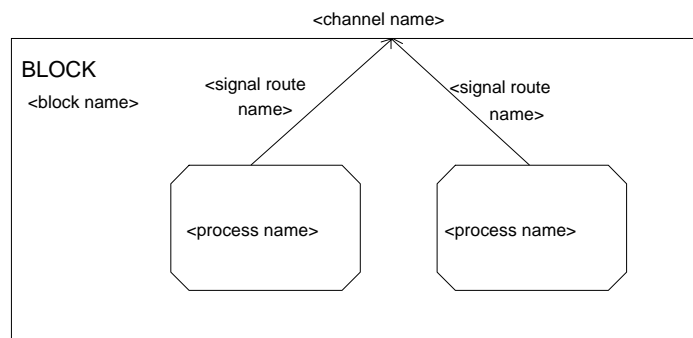 <channel name>
BLOCK
<block name>
<signal route
name>
<signal route
name>
<process name>
<process name>